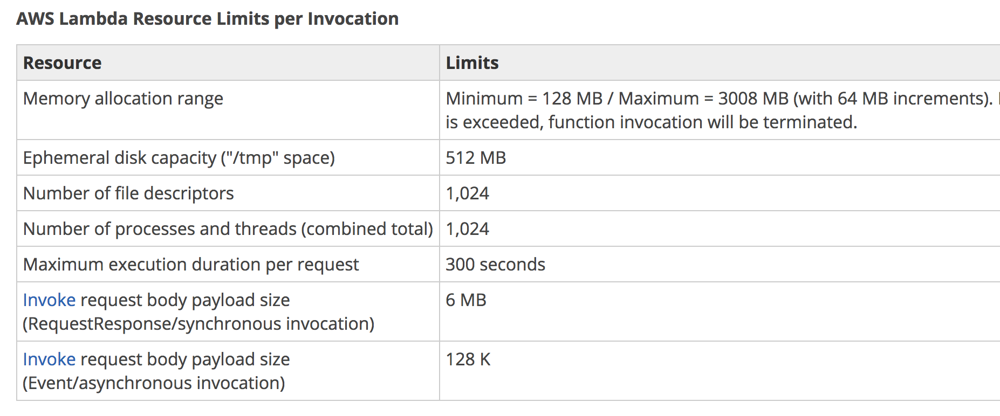 AWS Lambda Resource Limits per Invocation
Resource
Limits
Memory allocation range
Minimum = 128 MB / Maximum = 3008 MB (with 64 MB increments).
is exceeded, function invocation will be terminated.
Ephemeral disk capacity ("/tmp" space)
512 MB
Number of file descriptors
1,024
Number of processes and threads (combined total)
1,024
Maximum execution duration per request
300 seconds
Invoke request body payload size
(RequestResponse/synchronous invocation)
6 MB
Invoke request body payload size
(Event/asynchronous invocation)
128 K